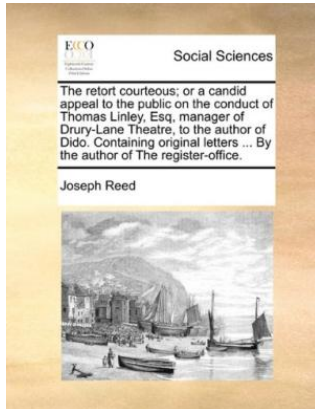 ECCO
Social Sciences
The retort courteous; or a candid
appeal to the public on the conduct of
Thomas Linley, Esq, manager of
Drury-Lane Theatre, to the author of
Dido. Containing original letters ... By
the author of The register-office.
Joseph Reed